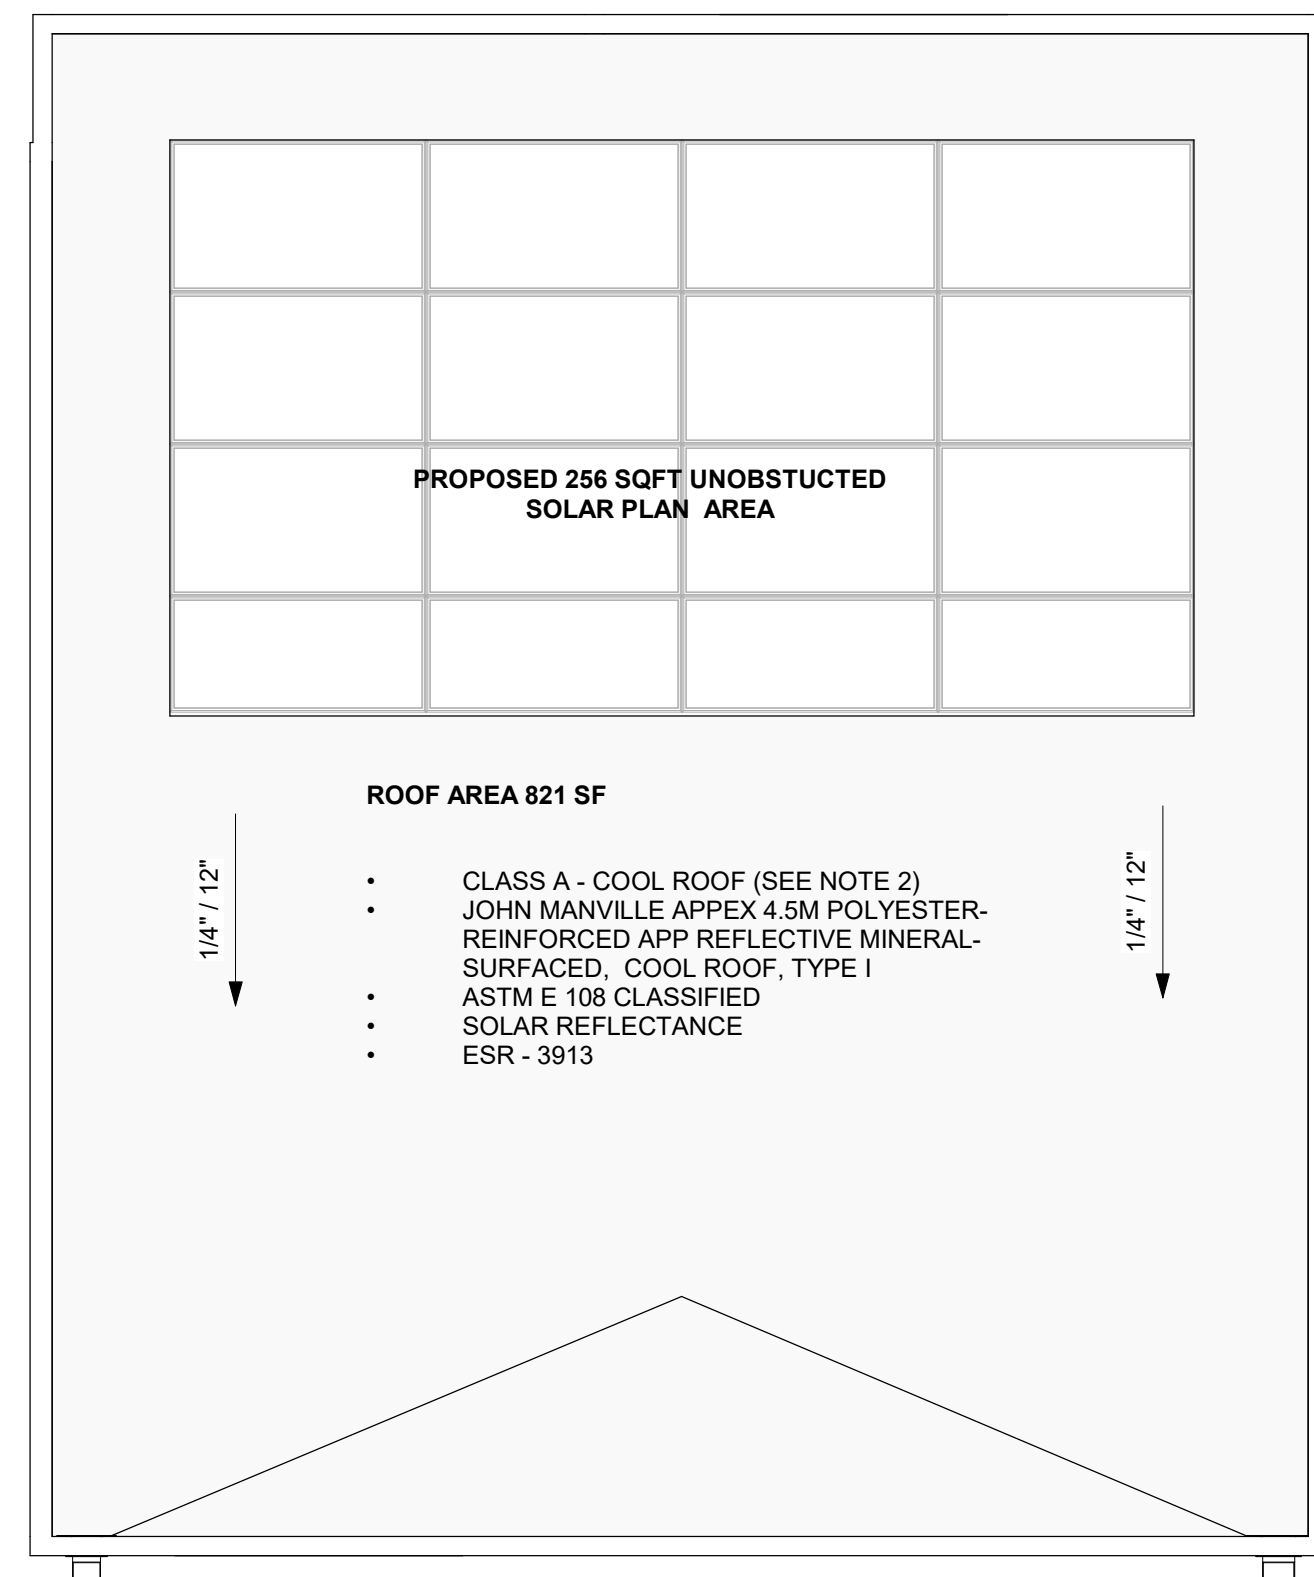 PROPOSED 256 SQFT UNOBSTUCTED
SOLAR PLAN AREA
ROOF AREA 821 SF
1/4" / 12"
1/4" / 12"
• CLASS A - COOL ROOF (SEE NOTE 2)
• JOHN MANVILLE APPEX 4.5M POLYESTER-
REINFORCED APP REFLECTIVE MINERAL-
SURFACED, COOL ROOF, TYPE I
• ASTM E 108 CLASSIFIED
• SOLAR REFLECTANCE
• ESR - 3913